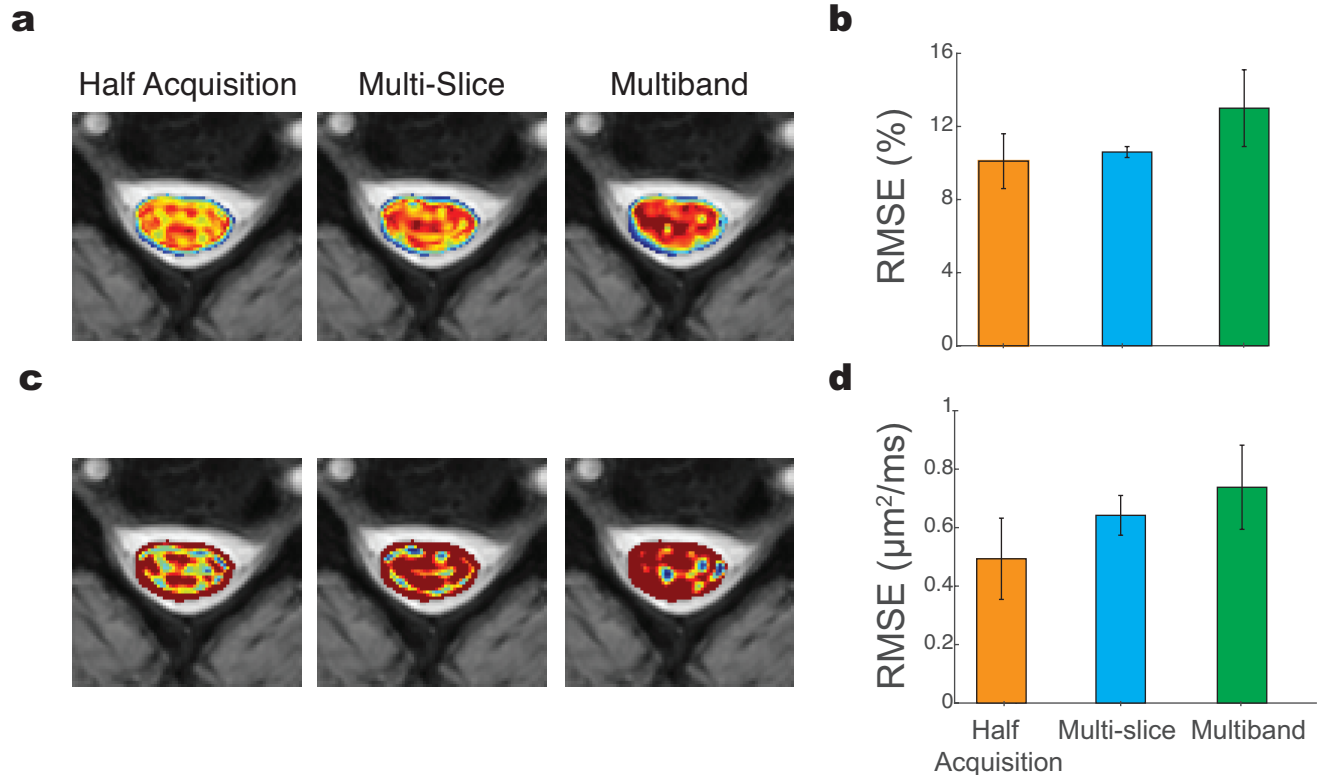 a
Half Acquisition
Multi-Slice
Multiband
b
16
12
8
4
0
RMSE (%)
c
d
1
0.8
0.6
0.4
0.2
0
RMSE (µm²/ms)
Half
Acquisition
Multi-slice
Multiband